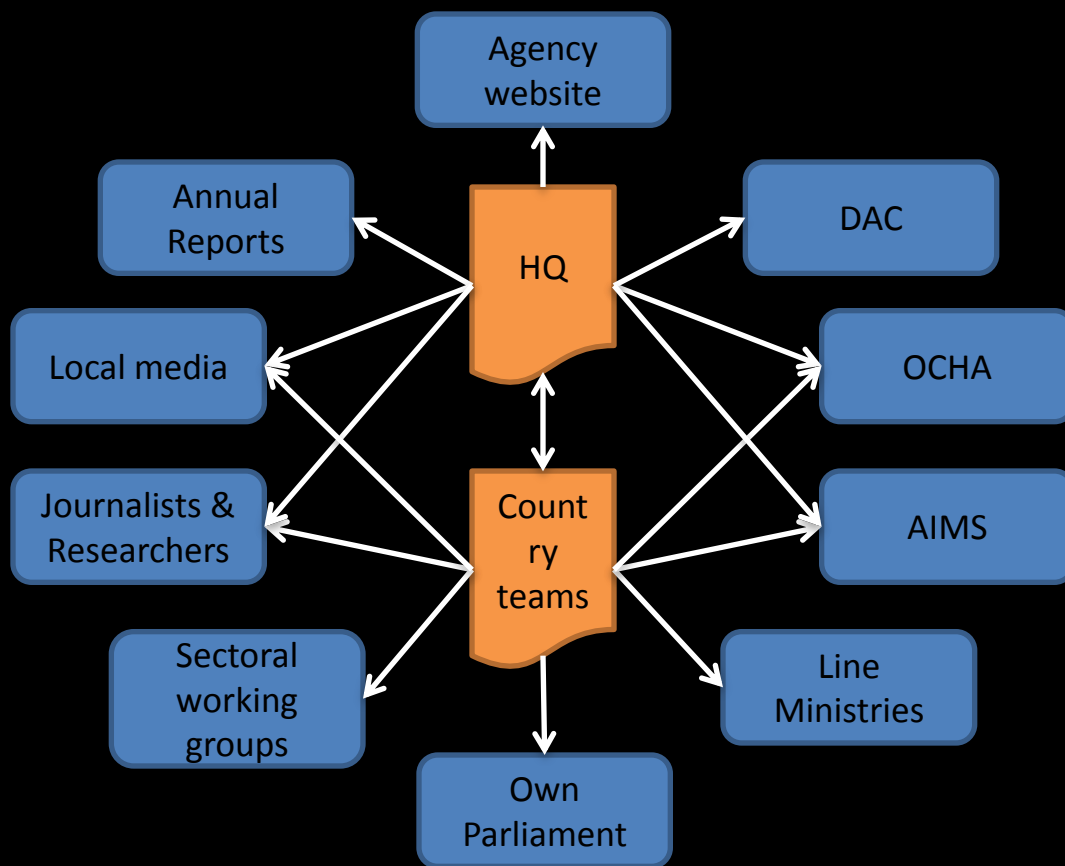 Agency
website
Annual
Reports
HQ
DAC
Local media
OCHA
Journalists &
Researchers
Count
ry
teams
AIMS
Sectoral
working
groups
Line
Ministries
Own
Parliament